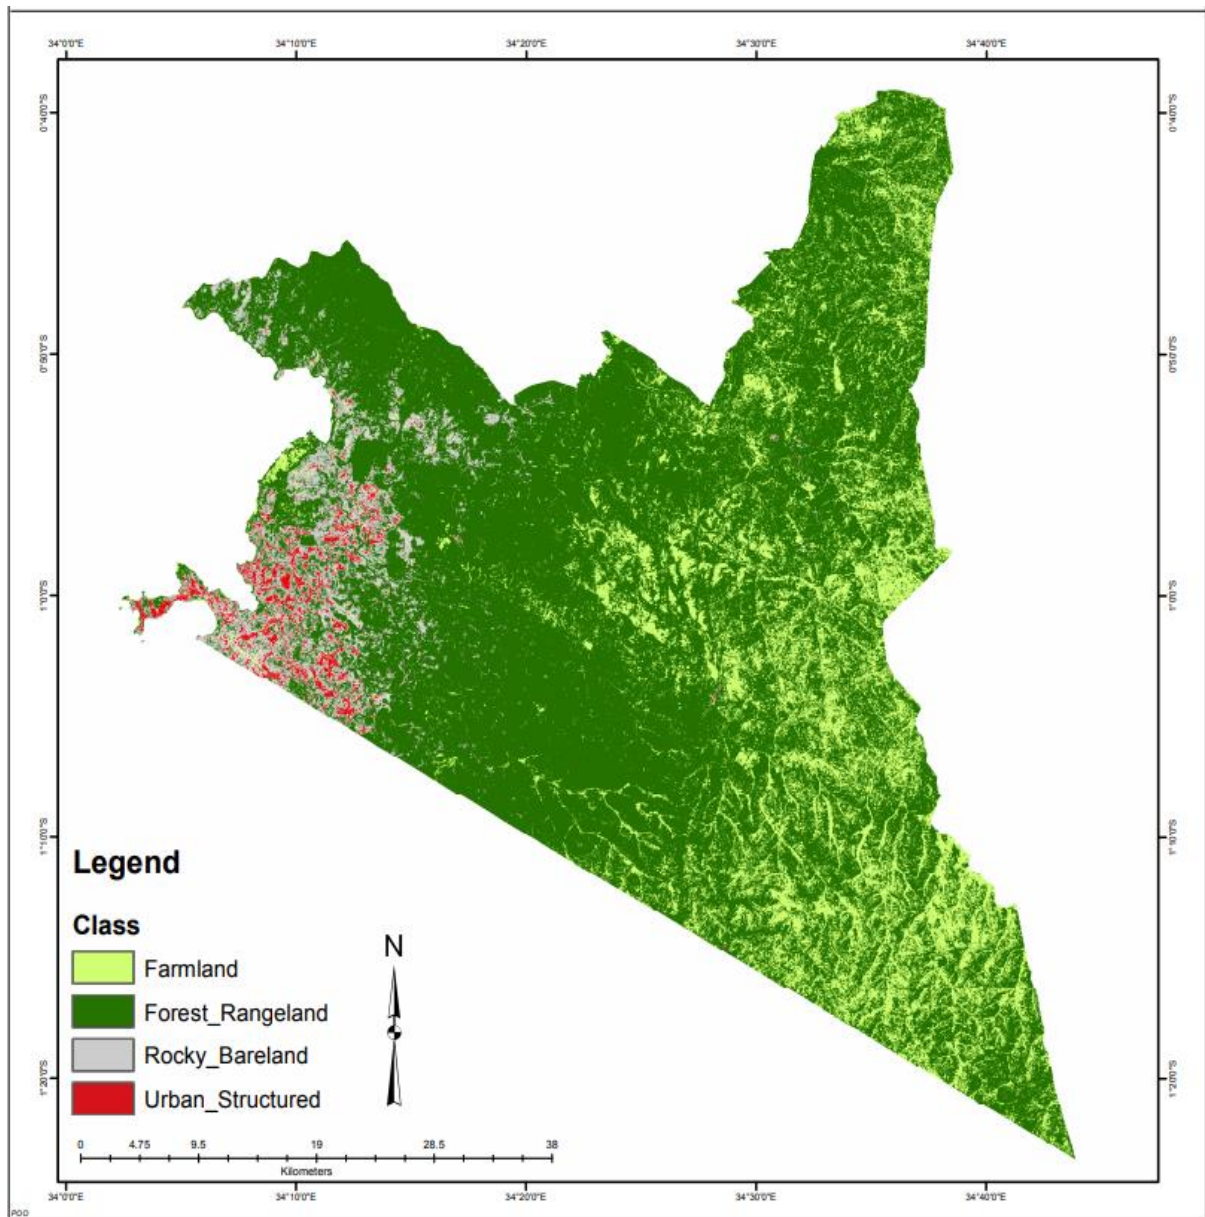 34°0'0"E 34°10'0"E 34°20'0"E 34°30'0"E 34°40'0"E
0°40'0"S 0°40'0"S
0°50'0"S 0°50'0"S
1°0'0"S 1°0'0"S
1°10'0"S 1°10'0"S
Legend
Class
Farmland
Forest_Rangeland
Rocky_Bareland
Urban_Structured
N
1°20'0"S 1°20'0"S
0 4.75 9.5 19 28.5 38
Kilometers
34°0'0"E 34°10'0"E 34°20'0"E 34°30'0"E 34°40'0"E